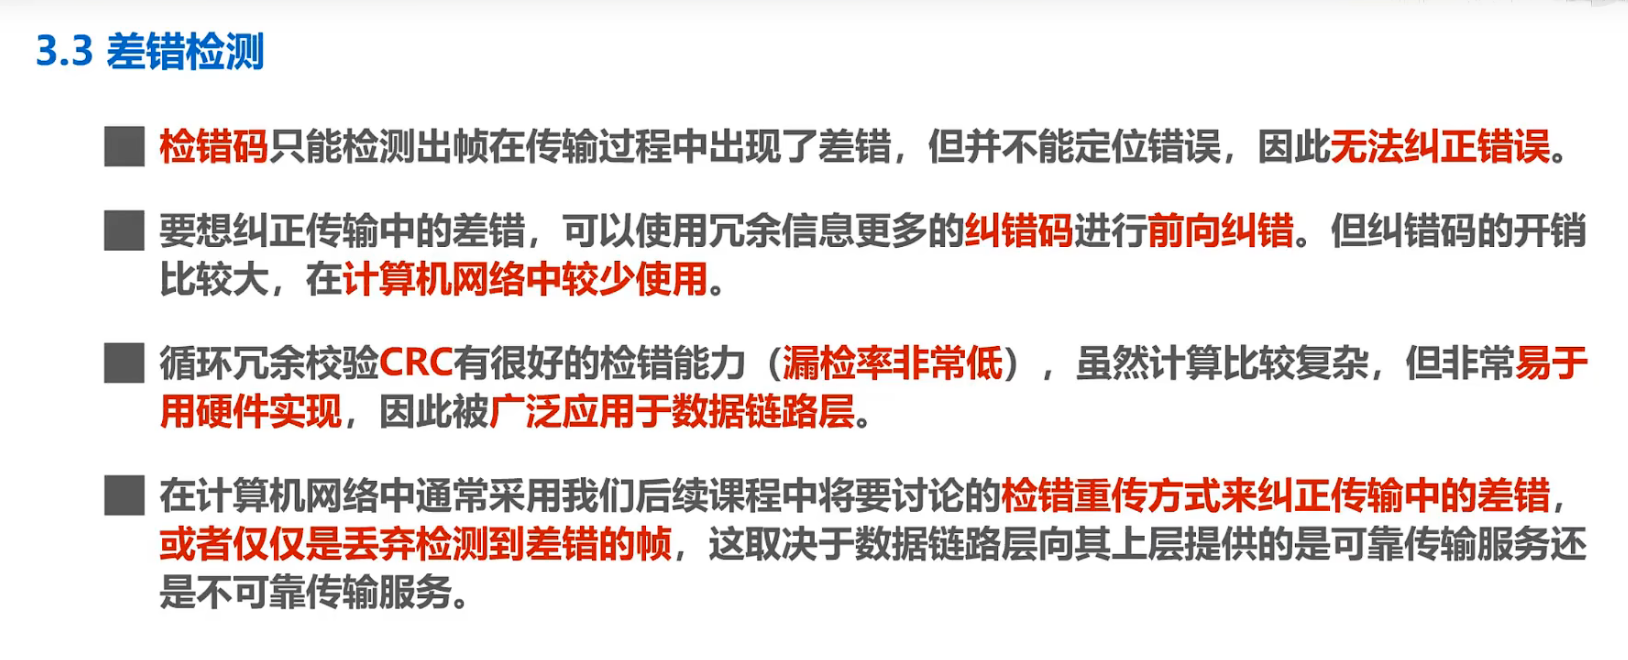 3.3 差错检测
检错码只能检测出帧在传输过程中出现了差错，但并不能定位错误，因此无法纠正错误。
要想纠正传输中的差错，可以使用冗余信息更多的纠错码进行前向纠错。但纠错码的开销
比较大，在计算机网络中较少使用。
循环冗余校验CRC有很好的检错能力（漏检率非常低），虽然计算比较复杂，但非常易于
用硬件实现，因此被广泛应用于数据链路层。
在计算机网络中通常采用我们后续课程中将要讨论的检错重传方式来纠正传输中的差错，
或者仅仅是丢弃检测到差错的帧，这取决于数据链路层向其上层提供的是可靠传输服务还
是不可靠传输服务。